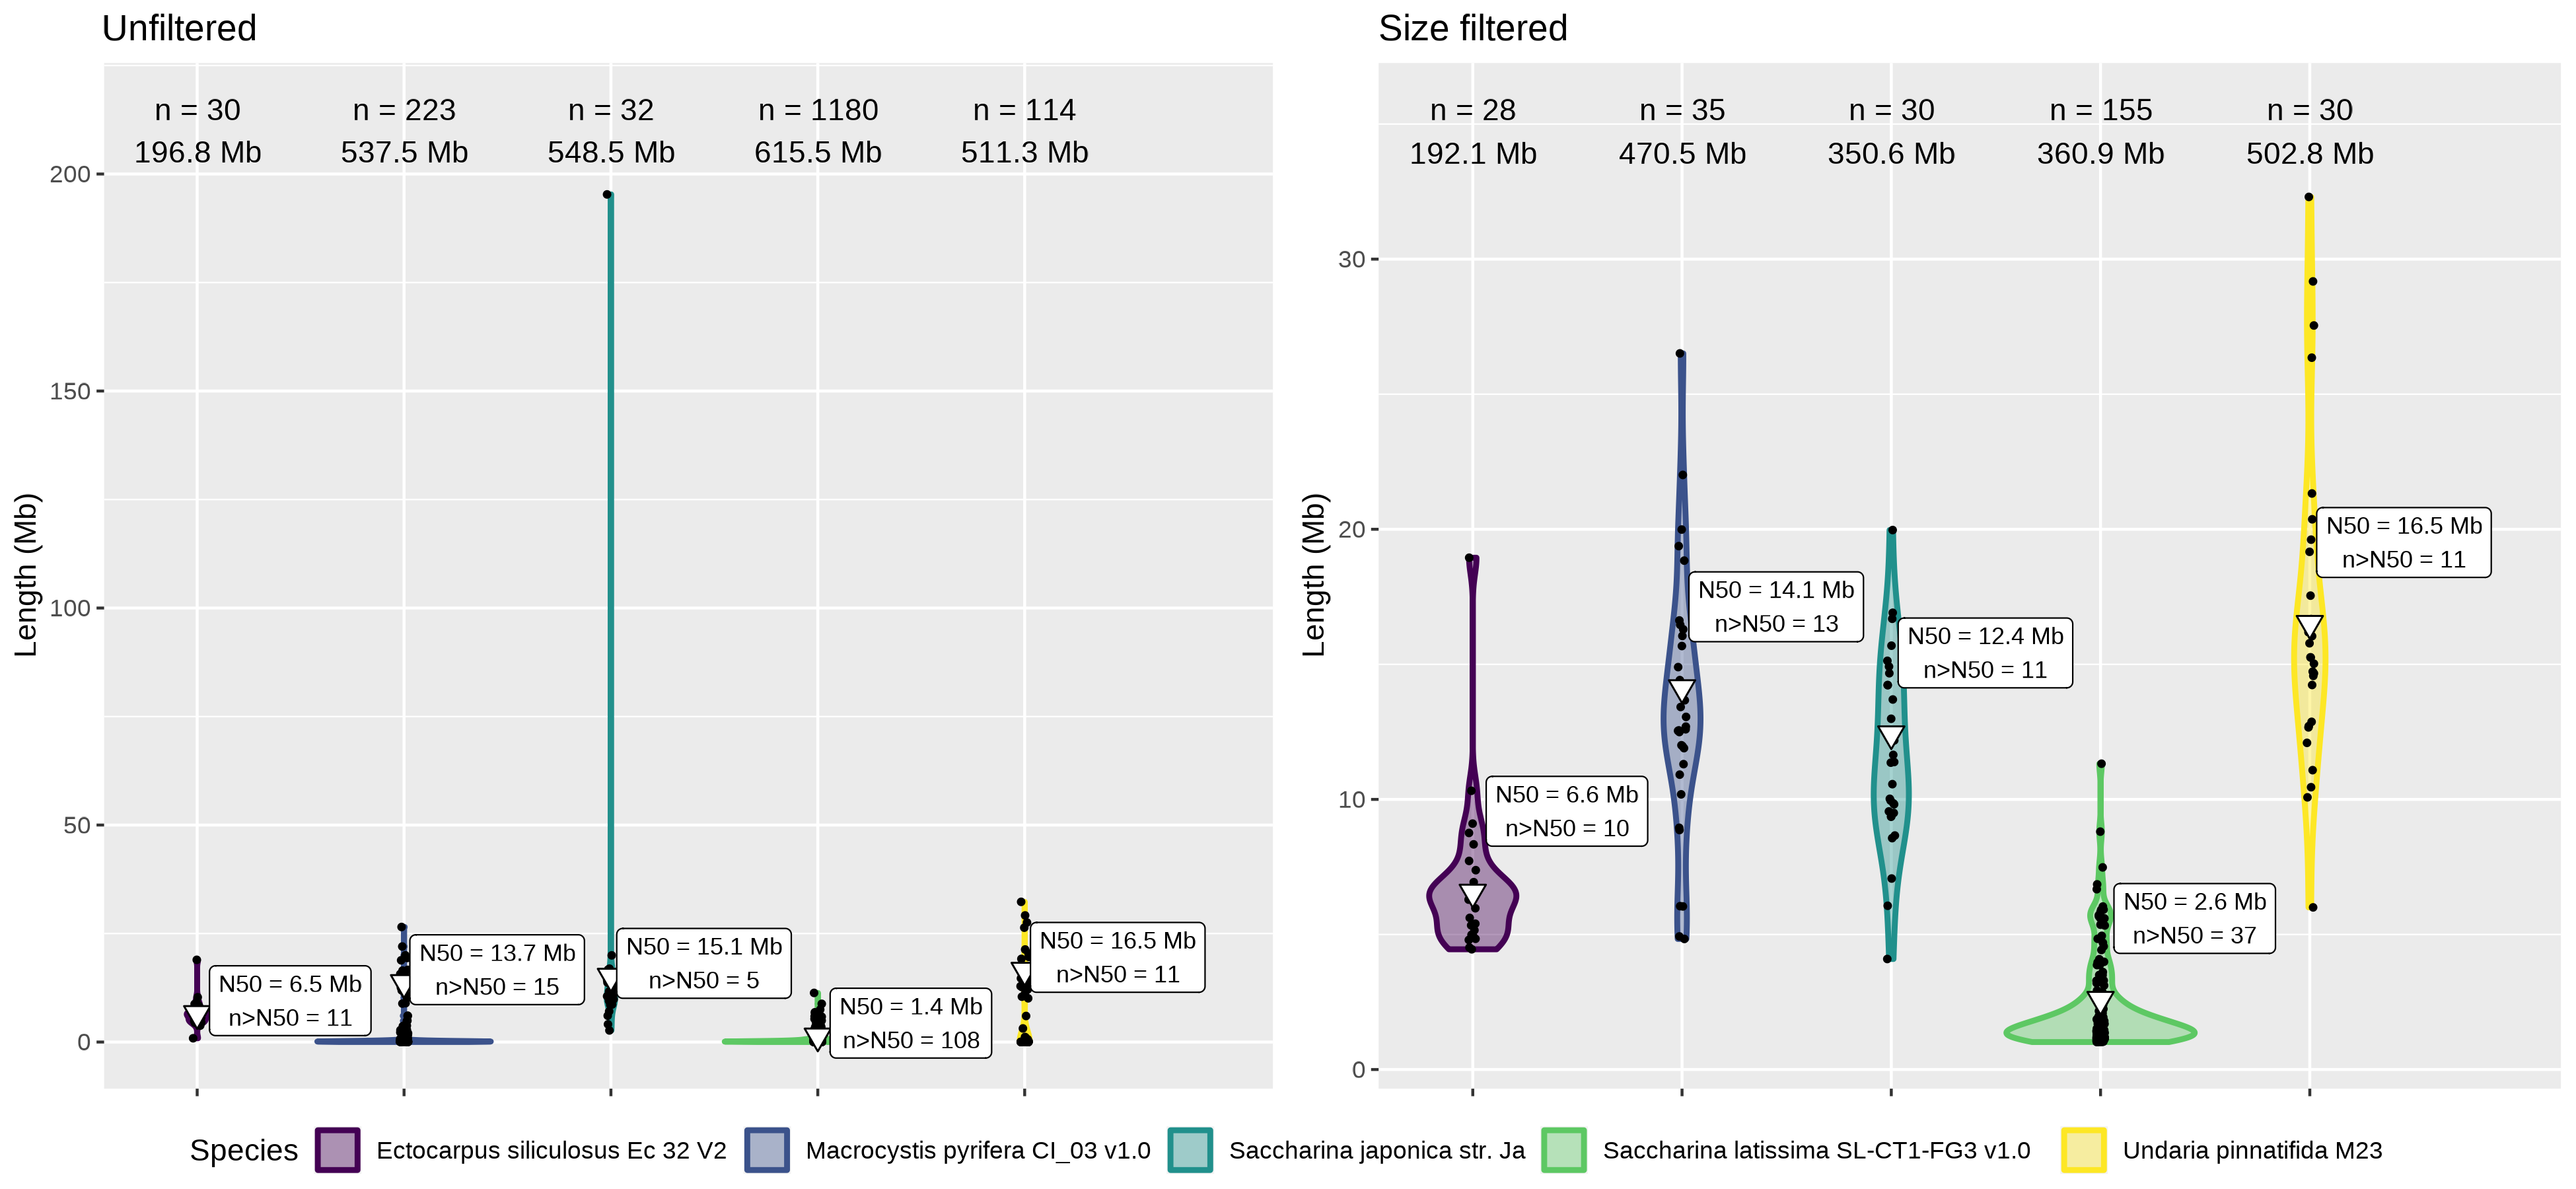 Unfiltered
n = 30 n = 223 n = 32 n = 1180 n = 114
196.8 Mb 537.5 Mb 548.5 Mb 615.5 Mb 511.3 Mb
Length (Mb)
200
150
100
50
0
N50 = 6.5 Mb
n>N50 = 11
N50 = 13.7 Mb
n>N50 = 15
N50 = 15.1 Mb
n>N50 = 5
N50 = 1.4 Mb
n>N50 = 108
N50 = 16.5 Mb
n>N50 = 11
Size filtered
n = 28 n = 35 n = 30 n = 155 n = 30
192.1 Mb 470.5 Mb 350.6 Mb 360.9 Mb 502.8 Mb
Length (Mb)
30
20
10
0
N50 = 6.6 Mb
n>N50 = 10
N50 = 14.1 Mb
n>N50 = 13
N50 = 12.4 Mb
n>N50 = 11
N50 = 2.6 Mb
n>N50 = 37
N50 = 16.5 Mb
n>N50 = 11
Species Ectocarpus siliculosus Ec 32 V2 Macrocystis pyrifera CI_03 v1.0 Saccharina japonica str. Ja Saccharina latissima SL-CT1-FG3 v1.0 Undaria pinnatifida M23